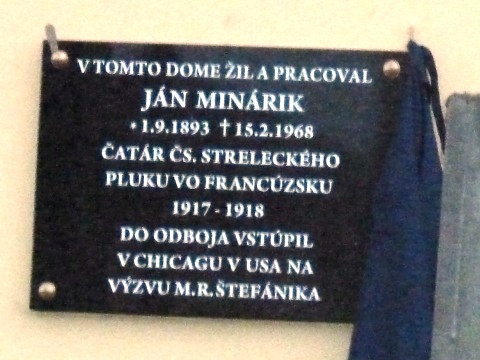 V TOMTO DOME ŽIL A PRACOVAL
JÁN MINÁRIK
* 1.9.1893 † 15.2.1968
ČATÁR ČS. STRELECKÉHO
PLUKU VO FRANCÚZSKU
1917 - 1918
DO ODBOJA VSTÚPIL
V CHICAGU V USA NA
VÝZVU M.R. ŠTEFÁNIKA